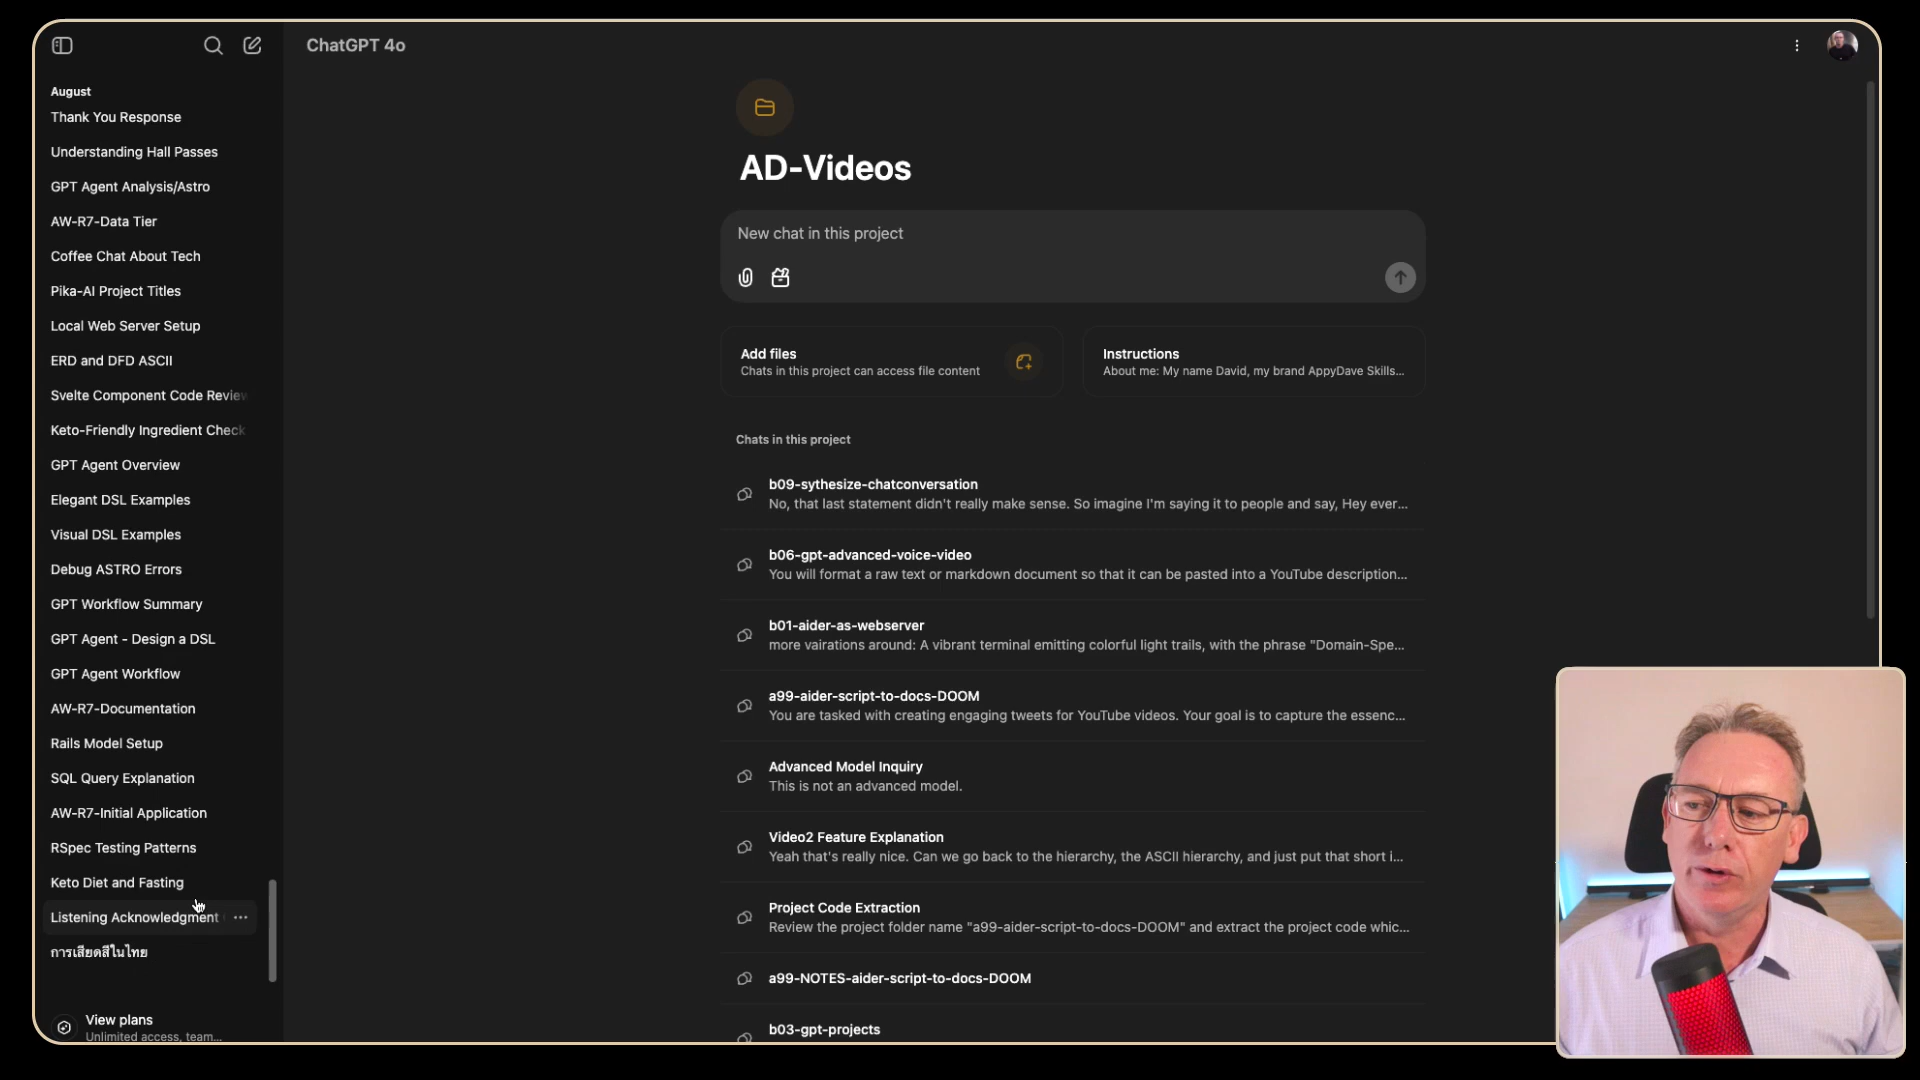 ChatGPT 4o
August
Thank You Response
Understanding Hall Passes
GPT Agent Analysis/Astro
AW-R7-Data Tier
Coffee Chat About Tech
Pika-AI Project Titles
Local Web Server Setup
ERD and DFD ASCII
Svelte Component Code Review
Keto-Friendly Ingredient Check
GPT Agent Overview
Elegant DSL Examples
Visual DSL Examples
Debug ASTRO Errors
GPT Workflow Summary
GPT Agent - Design a DSL
GPT Agent Workflow
AW-R7-Documentation
Rails Model Setup
SQL Query Explanation
AW-R7-Initial Application
RSpec Testing Patterns
Keto Diet and Fasting
Listening Acknowledgment
การเสียดสีในไทย
View plans
Unlimited access, team...
AD-Videos
New chat in this project
Add files
Chats in this project can access file content
Instructions
About me: My name David, my brand AppyDave Skills...
Chats in this project
b09-sythesize-chatconversation
No, that last statement didn't really make sense. So imagine I'm saying it to people and say, Hey ever...
b06-gpt-advanced-voice-video
You will format a raw text or markdown document so that it can be pasted into a YouTube description...
b01-aider-as-webserver
more vairations around: A vibrant terminal emitting colorful light trails, with the phrase "Domain-Spe...
a99-aider-script-to-docs-DOOM
You are tasked with creating engaging tweets for YouTube videos. Your goal is to capture the essenc...
Advanced Model Inquiry
This is not an advanced model.
Video2 Feature Explanation
Yeah that's really nice. Can we go back to the hierarchy, the ASCII hierarchy, and just put that short i...
Project Code Extraction
Review the project folder name "a99-aider-script-to-docs-DOOM" and extract the project code whic...
a99-NOTES-aider-script-to-docs-DOOM
b03-gpt-projects